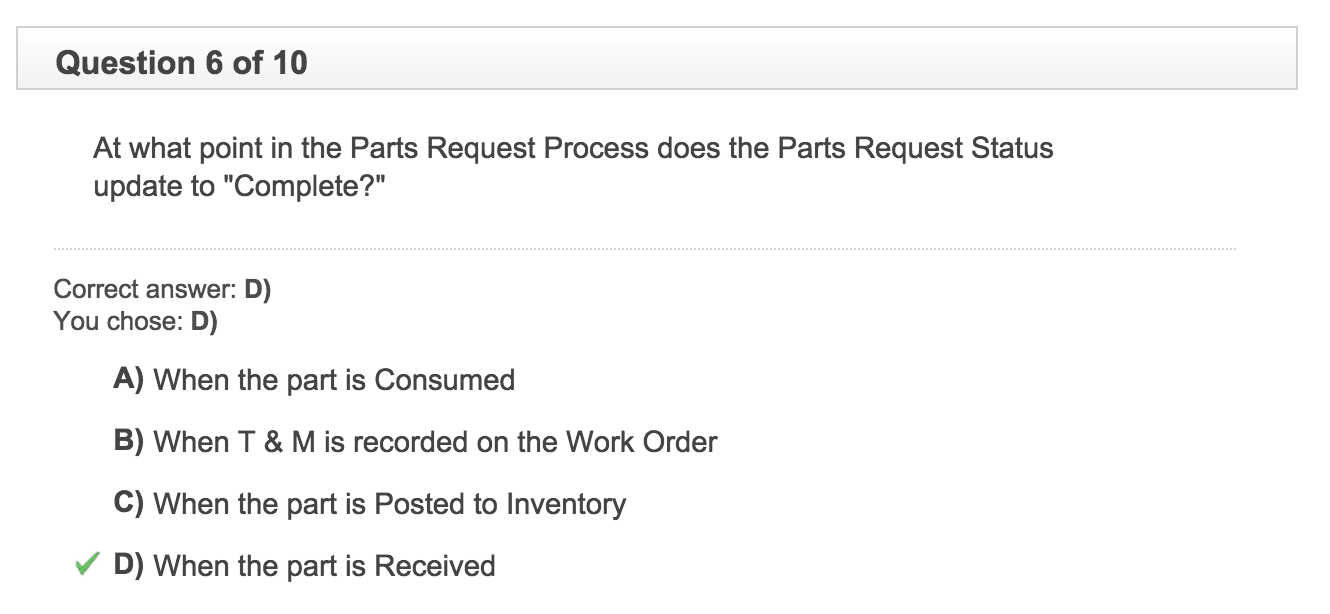 Question 6 of 10
At what point in the Parts Request Process does the Parts Request Status
update to "Complete?"
Correct answer: D)
You chose: D)
A) When the part is Consumed
B) When T & M is recorded on the Work Order
C) When the part is Posted to Inventory
D) When the part is Received